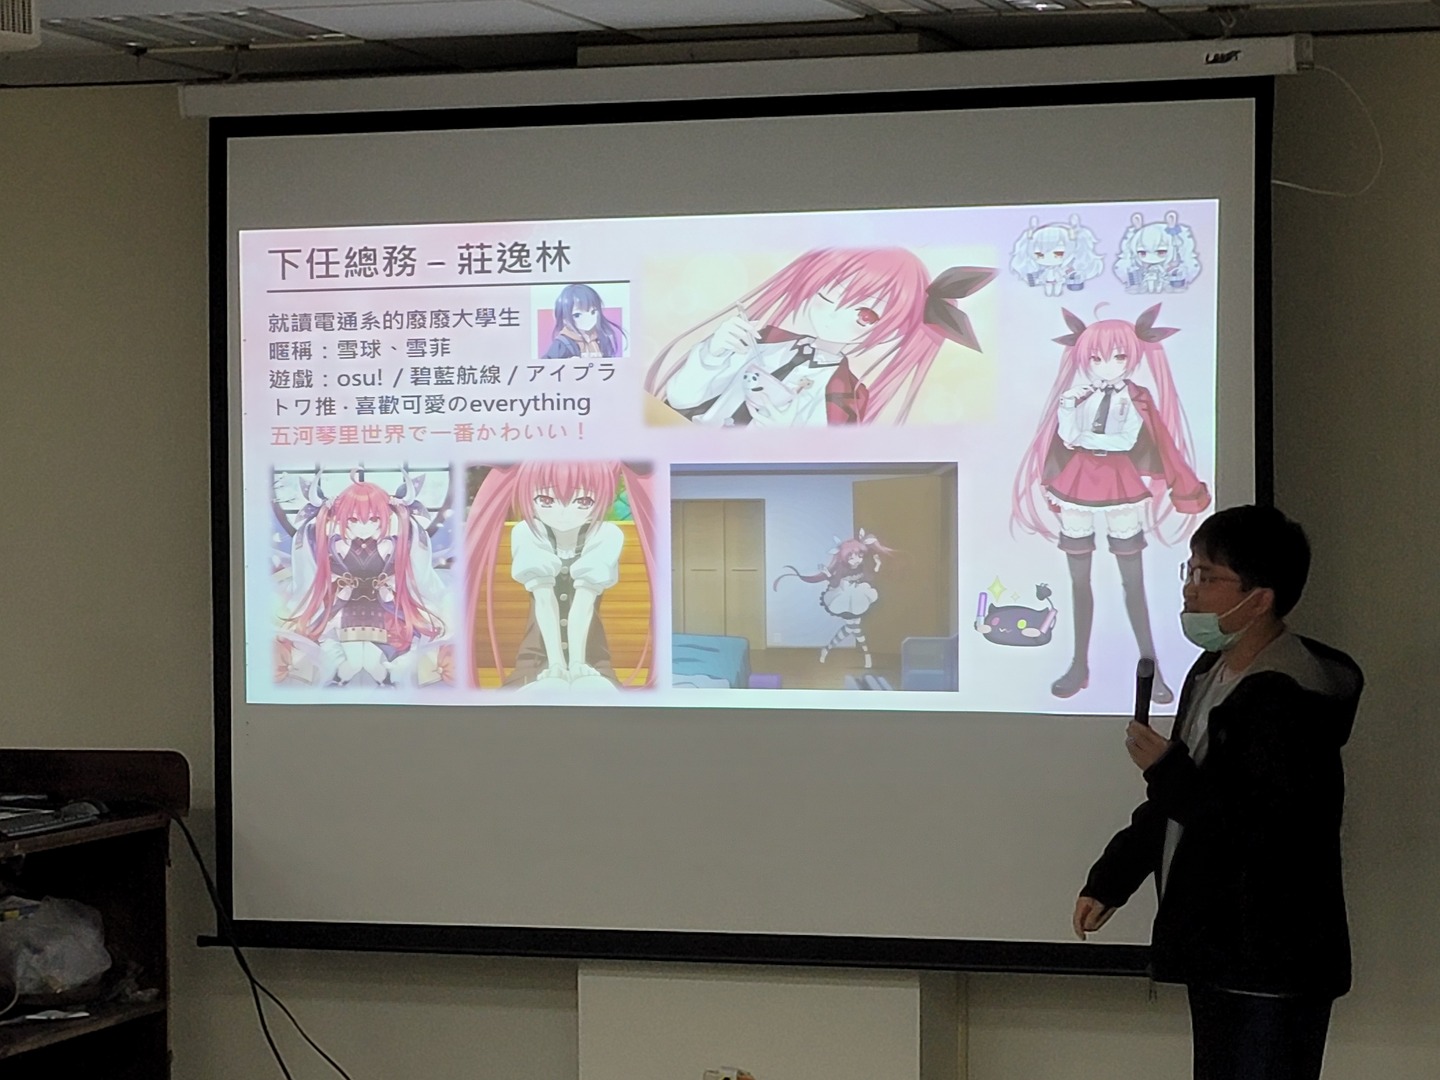 下任總務 – 莊逸林
就讀電通系的廢廢大學生
暱稱：雪球、雪菲
遊戲：osu! / 碧藍航線 / アイプラ
トワ推 · 喜歡可愛のeverything
五河琴里世界で一番かわいい！